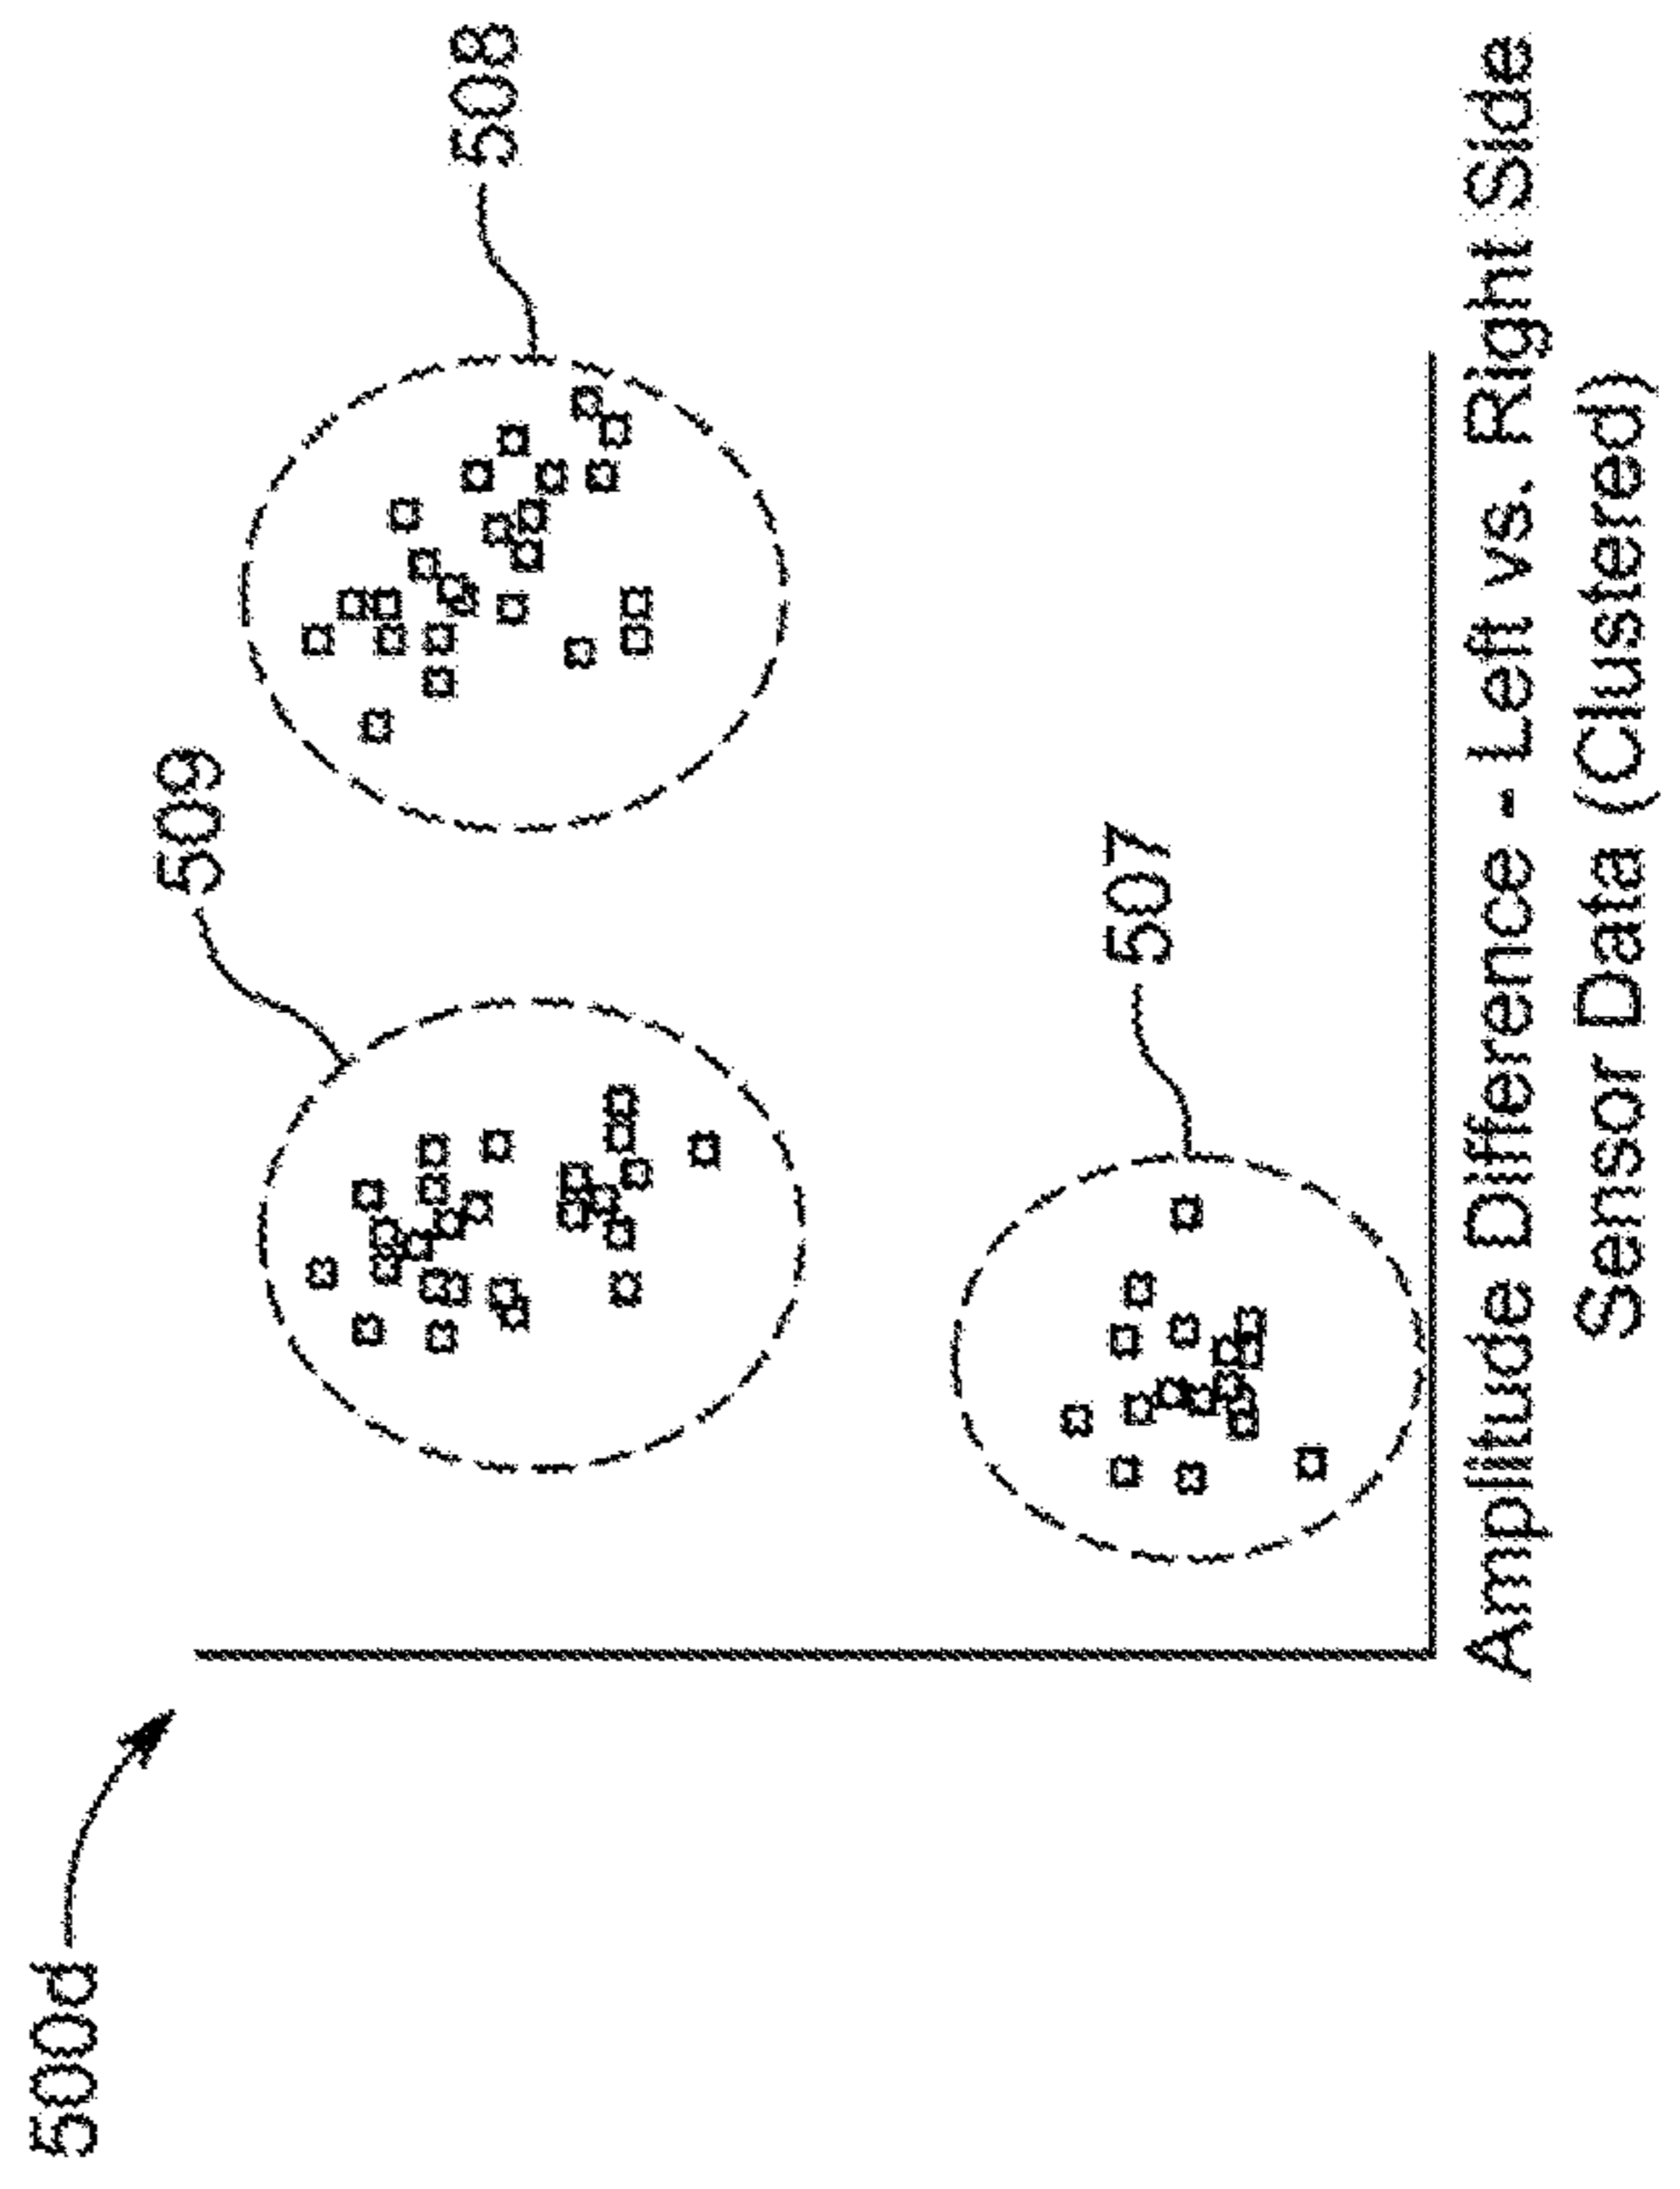 500d
509
508
507
Amplitude Difference - Left vs. Right Side
Sensor Data (Clustered)